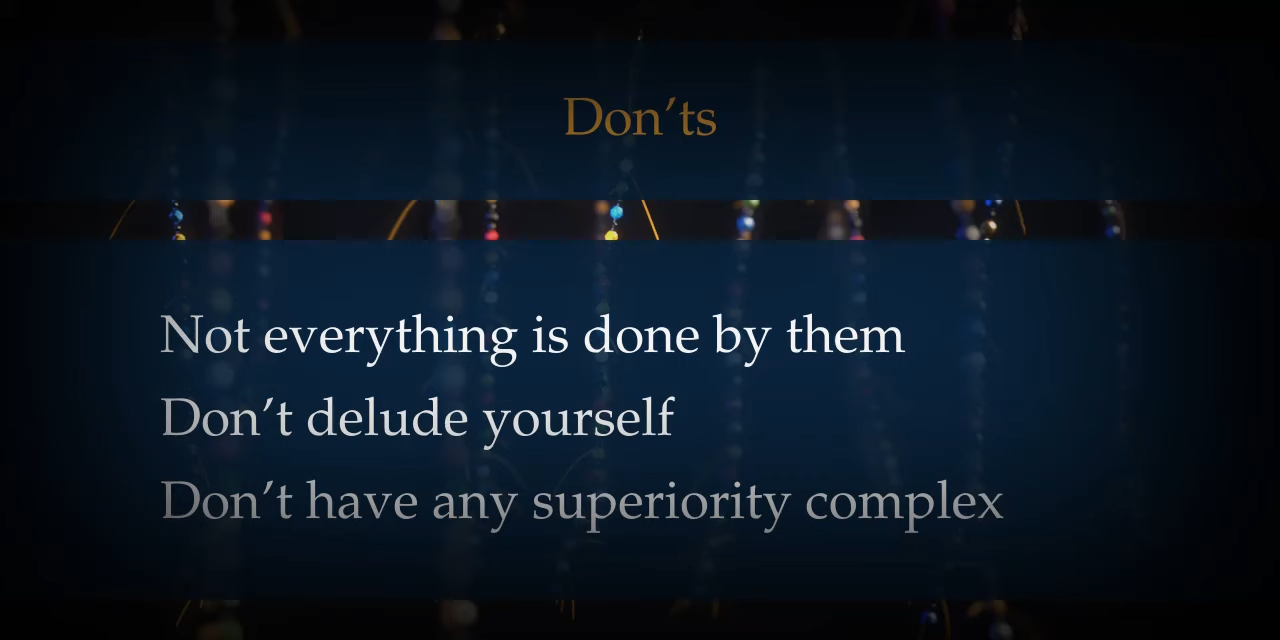 Don’ts
Not everything is done by them
Don’t delude yourself
Don’t have any superiority complex